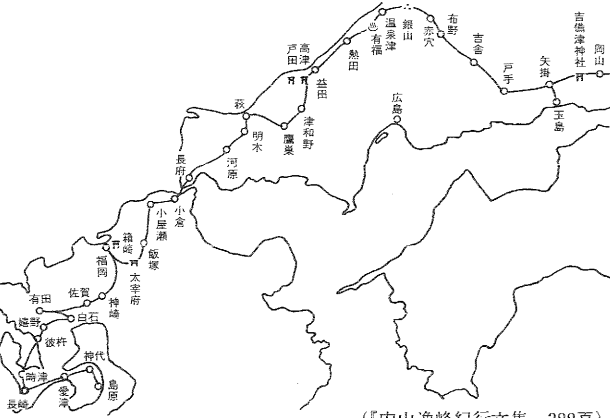 岡山
吉備津神社
矢掛
玉島
戸手
吉舎
布野
赤穴
銀山
温泉津
有福
熱田
益田
高津
戸田
津和野
鷹巣
萩
明木
河原
長府
広島
小倉
小屋瀬
飯塚
太宰府
箱崎
福岡
神崎
佐賀
白石
有田
嬉野
彼杵
時津
長崎
愛津
神代
島原